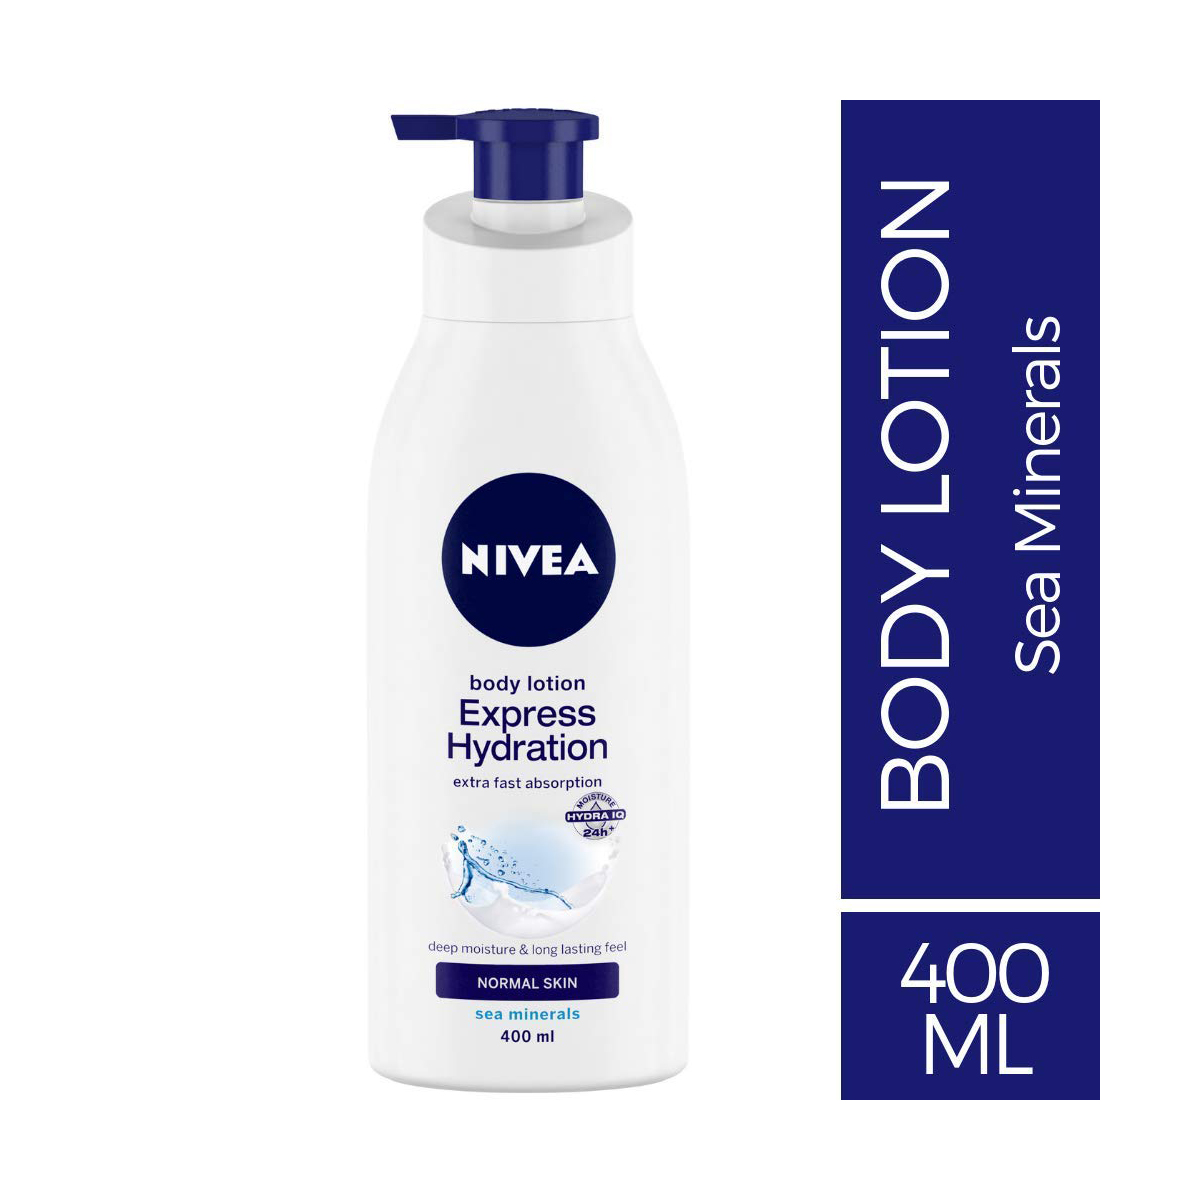 NIVEA
body lotion
Express
Hydration
extra fast absorption
MOISTURE
HYDRA IQ
24h+
deep moisture & long lasting feel
NORMAL SKIN
sea minerals
400 ml
BODY LOTION
Sea Minerals
400
ML